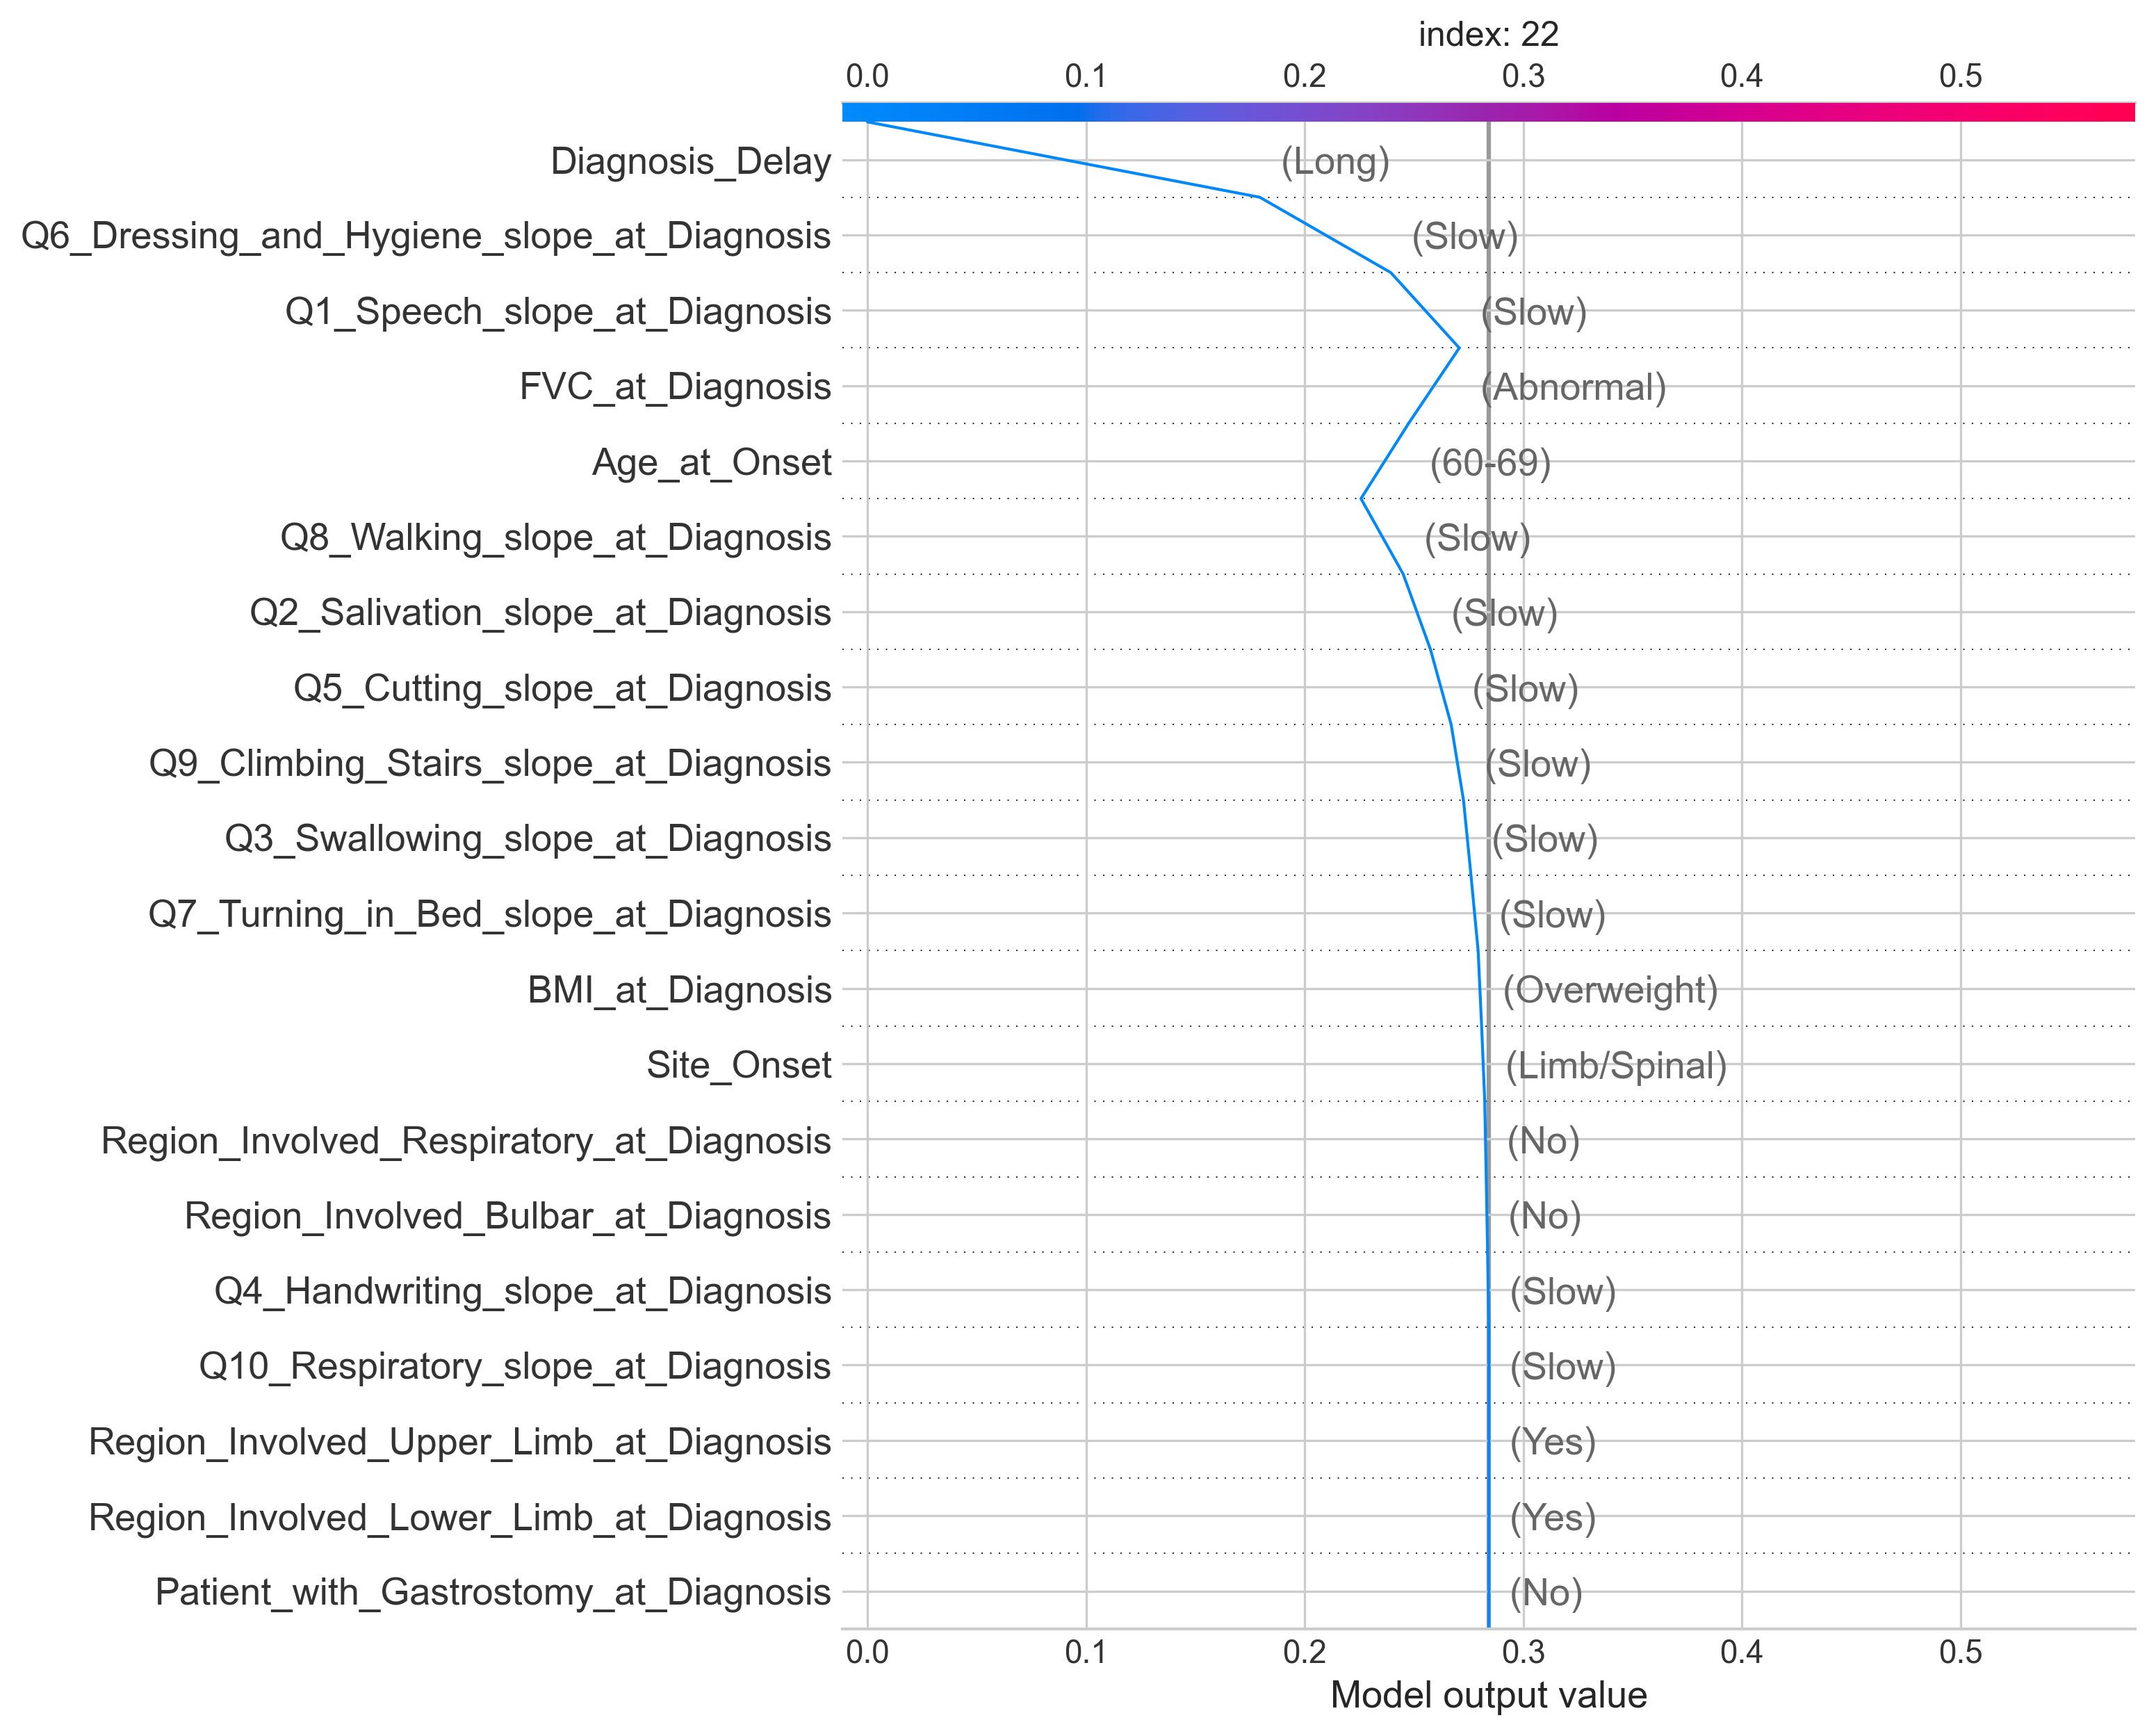 index: 22
0.0 0.1 0.2 0.3 0.4 0.5
Diagnosis_Delay (Long)
Q6_Dressing_and_Hygiene_slope_at_Diagnosis (Slow)
Q1_Speech_slope_at_Diagnosis (Slow)
FVC_at_Diagnosis (Abnormal)
Age_at_Onset (60-69)
Q8_Walking_slope_at_Diagnosis (Slow)
Q2_Salivation_slope_at_Diagnosis (Slow)
Q5_Cutting_slope_at_Diagnosis (Slow)
Q9_Climbing_Stairs_slope_at_Diagnosis (Slow)
Q3_Swallowing_slope_at_Diagnosis (Slow)
Q7_Turning_in_Bed_slope_at_Diagnosis (Slow)
BMI_at_Diagnosis (Overweight)
Site_Onset (Limb/Spinal)
Region_Involved_Respiratory_at_Diagnosis (No)
Region_Involved_Bulbar_at_Diagnosis (No)
Q4_Handwriting_slope_at_Diagnosis (Slow)
Q10_Respiratory_slope_at_Diagnosis (Slow)
Region_Involved_Upper_Limb_at_Diagnosis (Yes)
Region_Involved_Lower_Limb_at_Diagnosis (Yes)
Patient_with_Gastrostomy_at_Diagnosis (No)
0.0 0.1 0.2 0.3 0.4 0.5
Model output value